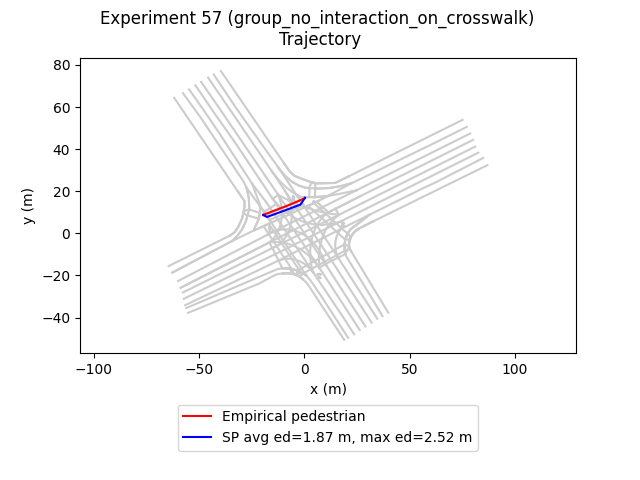 Experiment 57 (group_no_interaction_on_crosswalk)
Trajectory
80
60
40
20
0
−20
−40
y (m)
−100
−50
0
50
100
x (m)
Empirical pedestrian
SP avg ed=1.87 m, max ed=2.52 m